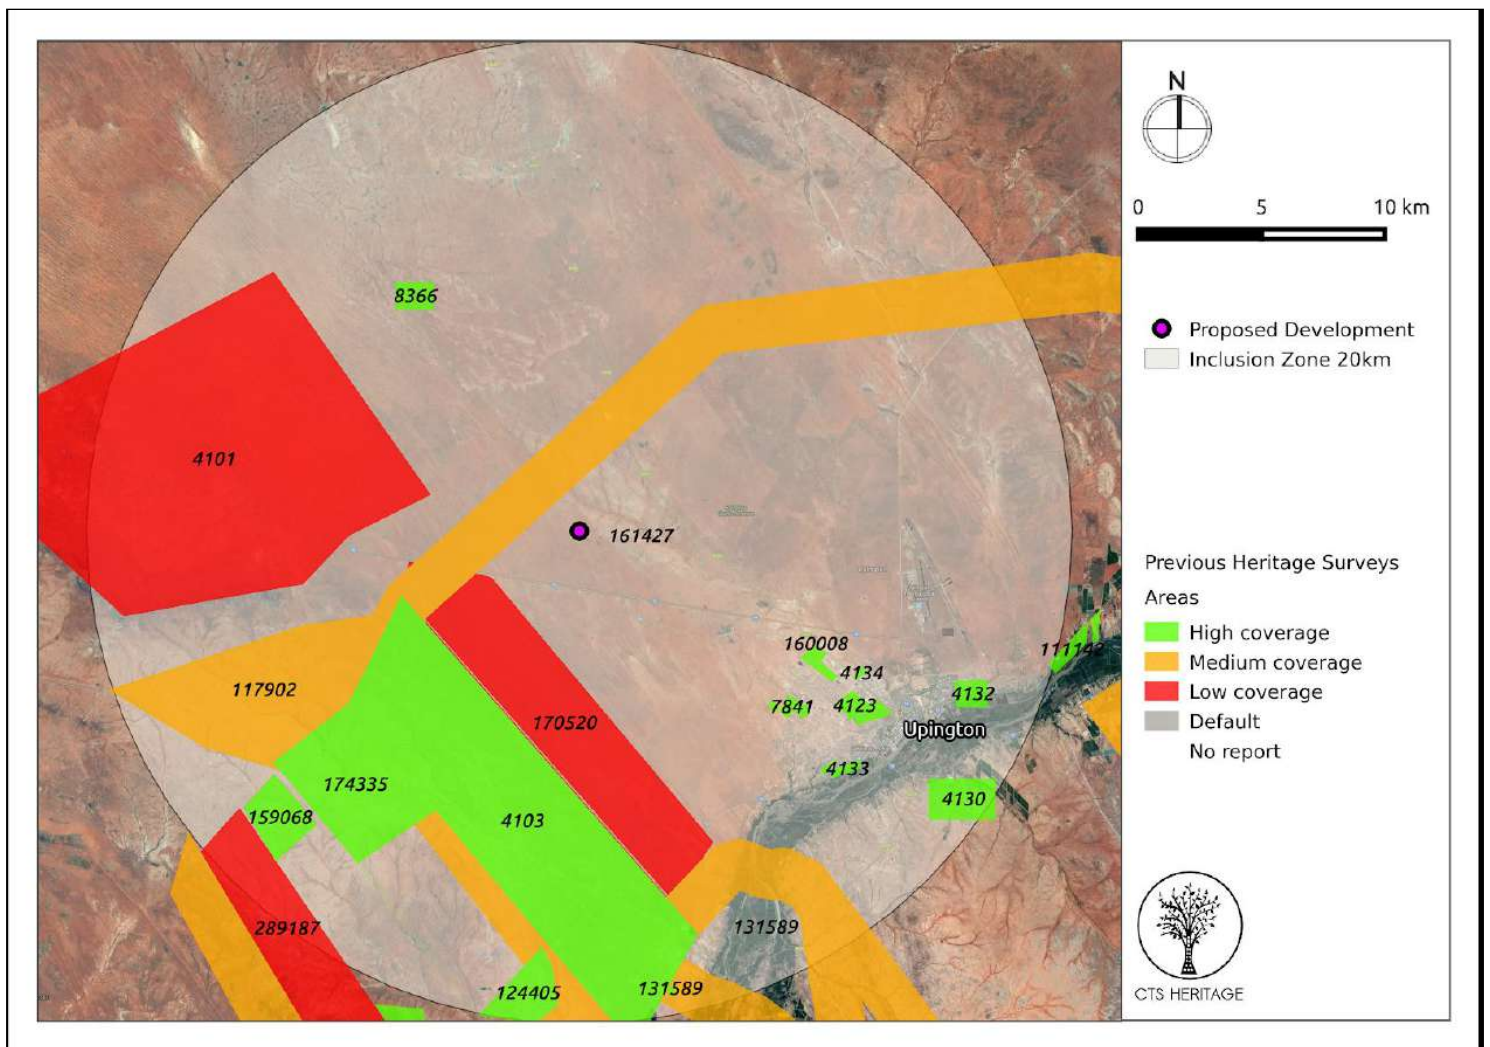 8366
4101
161427
160008
111142
4134
117902
7841
4123
4132
170520
Upington
4133
174335
4130
159068
4103
289187
131589
124405
131589
N
0 5 10 km
Proposed Development
Inclusion Zone 20km
Previous Heritage Surveys
Areas
High coverage
Medium coverage
Low coverage
Default
No report
CTS HERITAGE